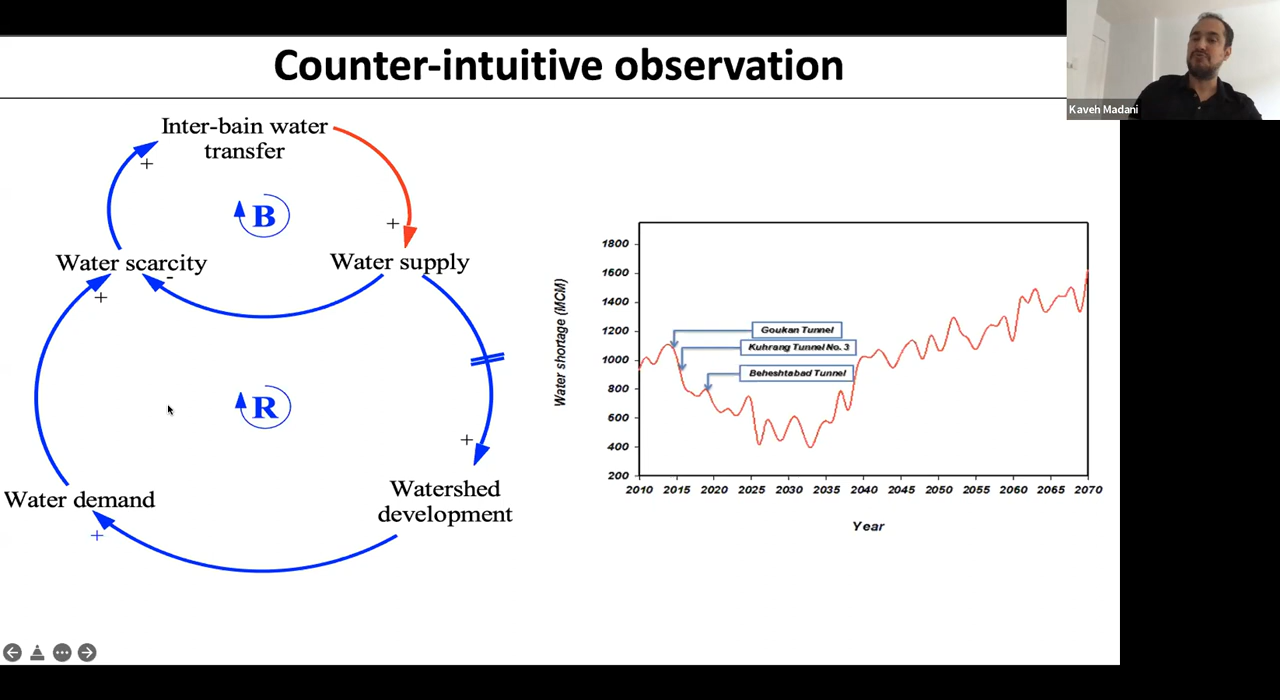 Counter-intuitive observation
Kaveh Madani
Inter-bain water
transfer
+
B
+
Water scarcity
-
Water supply
+
R
+
Water demand
+
Watershed
development
Water shortage (MCM)
1800
1600
1400
1200
1000
800
600
400
200
Goukan Tunnel
Kuhrang Tunnel No. 3
Beheshtabad Tunnel
2010 2015 2020 2025 2030 2035 2040 2045 2050 2055 2060 2065 2070
Year